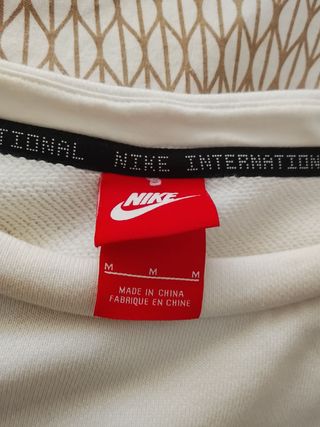 TIONAL NIKE INTERNATION
NIKE
M M M
MADE IN CHINA
FABRIQUE EN CHINE